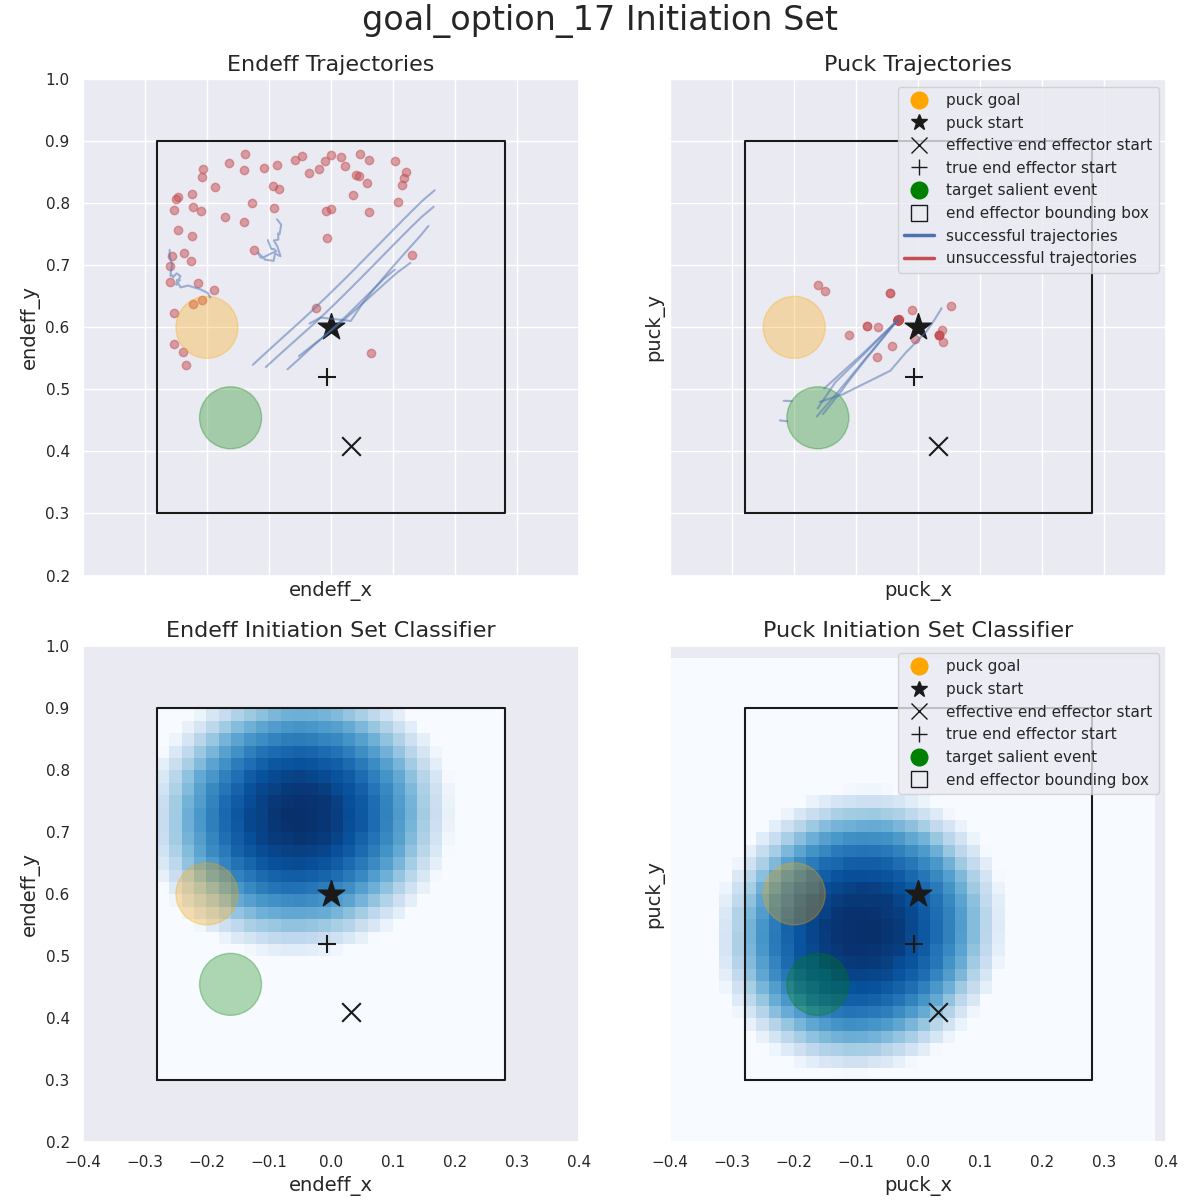 goal_option_17 Initiation Set
Endeff Trajectories
Puck Trajectories
1.0
0.9
0.8
0.7
0.6
0.5
0.4
0.3
0.2
endeff_y
endeff_x
puck_y
puck_x
puck goal
puck start
effective end effector start
true end effector start
target salient event
end effector bounding box
successful trajectories
unsuccessful trajectories
Endeff Initiation Set Classifier
Puck Initiation Set Classifier
1.0
0.9
0.8
0.7
0.6
0.5
0.4
0.3
0.2
endeff_y
−0.4 −0.3 −0.2 −0.1 0.0 0.1 0.2 0.3 0.4
endeff_x
puck_y
puck goal
puck start
effective end effector start
true end effector start
target salient event
end effector bounding box
−0.4 −0.3 −0.2 −0.1 0.0 0.1 0.2 0.3 0.4
puck_x